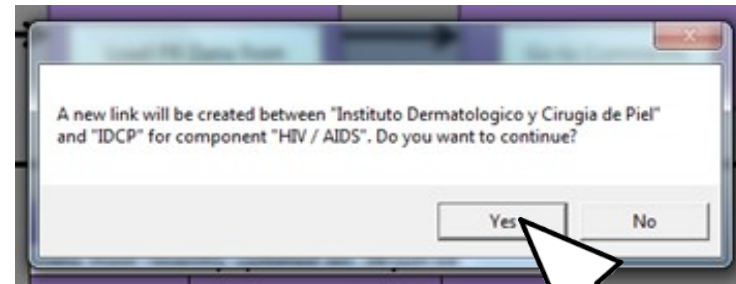 A new link will be created between "Instituto Dermatologico y Cirugia de Piel"
and "IDCP" for component "HIV / AIDS". Do you want to continue?
Yes
No